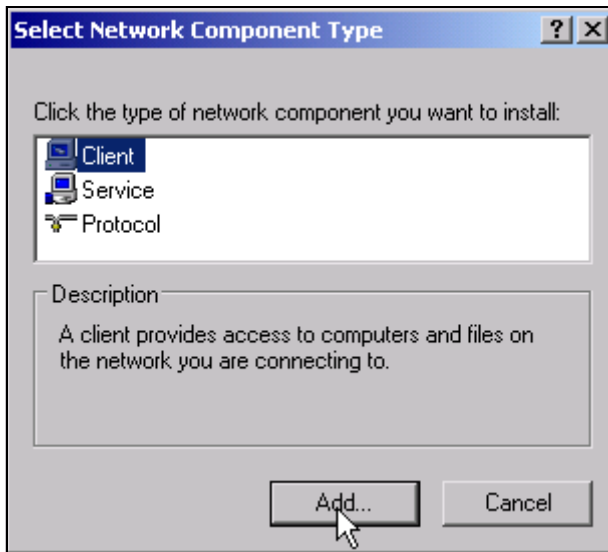 Select Network Component Type
Click the type of network component you want to install:
Client
Service
Protocol
Description
A client provides access to computers and files on
the network you are connecting to.
Add... Cancel